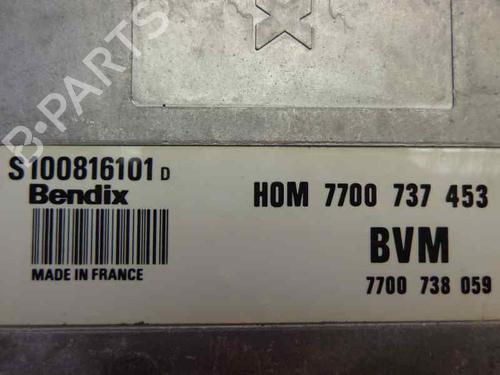 B-PARTS
S100816101 D
Bendix
MADE IN FRANCE
HOM 7700 737 453
BVM
7700 738 059